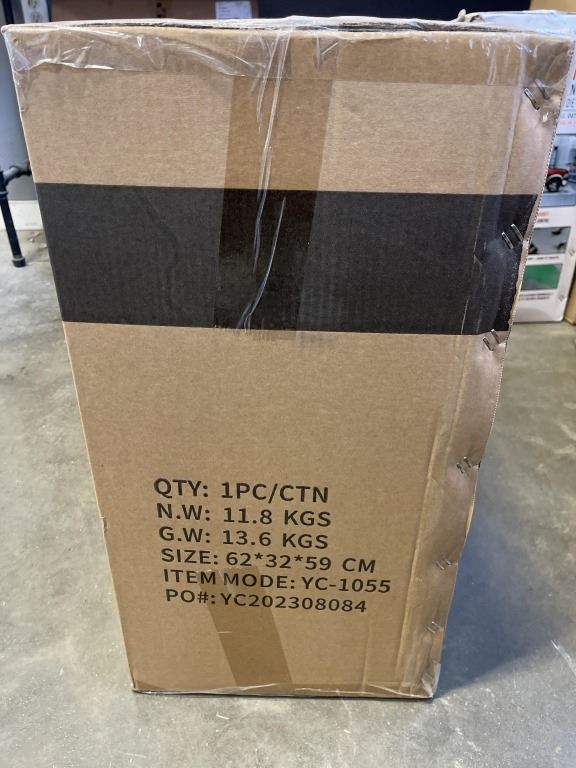 QTY: 1PC/CTN
N.W: 11.8 KGS
G.W: 13.6 KGS
SIZE: 62*32*59 CM
ITEM MODE: YC-1055
PO#: YC202308084